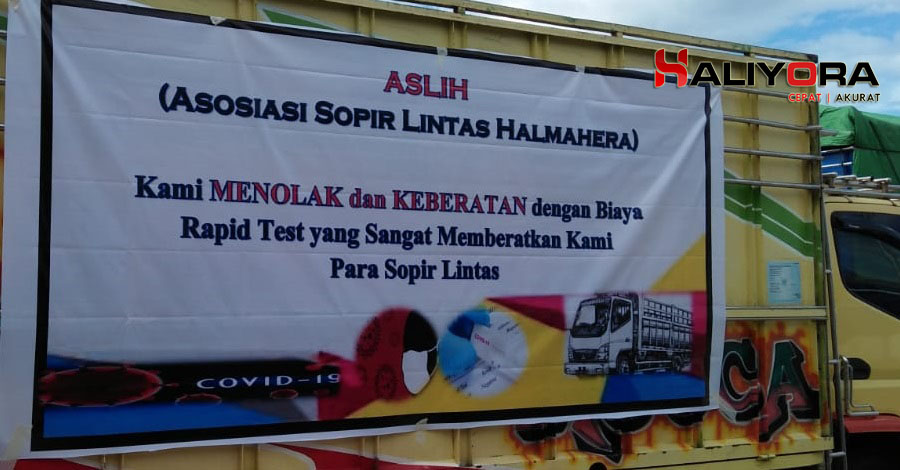 HALIYORA
CEPAT | AKURAT
ASLIH
(ASOSIASI SOPIR LINTAS HALMAHERA)
Kami MENOLAK dan KEBERATAN dengan Biaya
Rapid Test yang Sangat Memberatkan Kami
Para Sopir Lintas
COVID-19